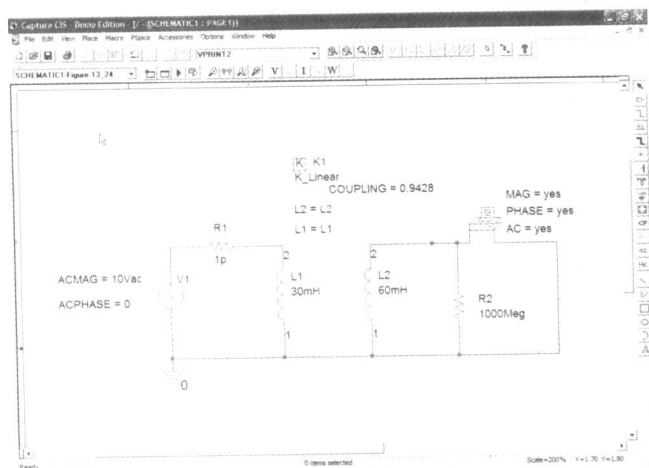 Capture CIS - Demo Edition - [/ - (SCHEMATIC1 : PAGE1)]
File Edit View Place Macro PSpice Accessories Options Window Help
VPRINT2
SCHEMATIC1-Figure 13_24
V I W
K K1
K_Linear
COUPLING = 0.9428
L2 = L2
L1 = L1
MAG = yes
PHASE = yes
AC = yes
R1
1p
ACMAG = 10Vac
V1
ACPHASE = 0
2
L1
30mH
1
2
L2
60mH
1
R2
1000Meg
0
Ready
0 items selected
Scale=200% X=1.70 Y=1.80